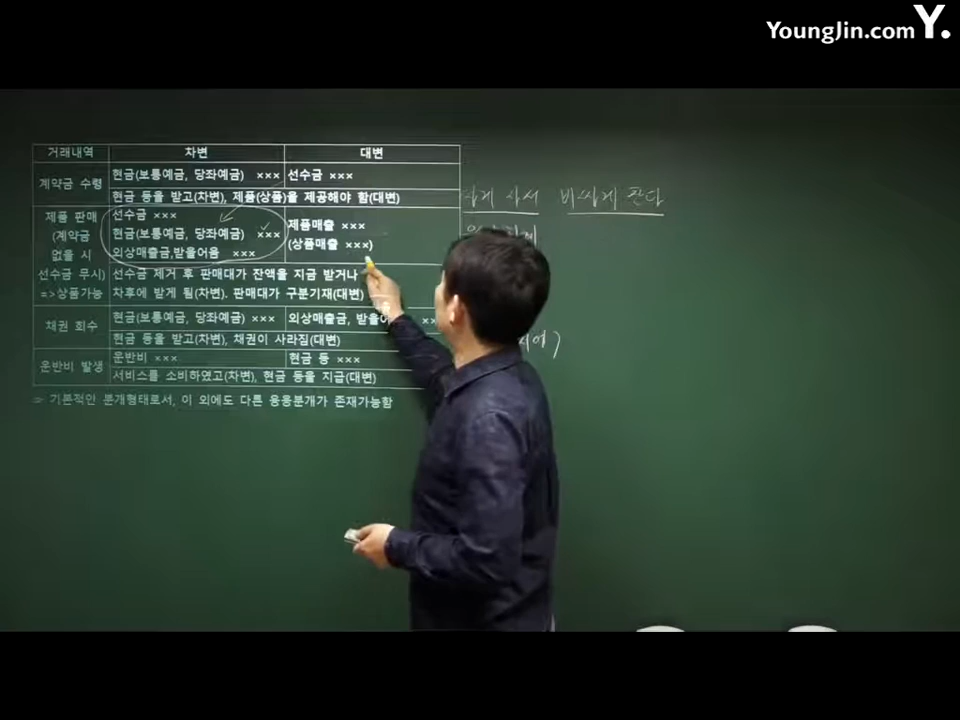 YoungJin.com Y.
거래내역 차변 대변
계약금 수령 현금(보통예금, 당좌예금) ××× 선수금 ×××
현금 등을 받고(차변), 제품(상품)을 제공해야 함(대변)
제품 판매 선수금 ×××
(계약금 현금(보통예금, 당좌예금) ××× 제품매출 ×××
없을 시 외상매출금,받을어음 ××× (상품매출 ×××)
선수금 무시) 선수금 제거 후 판매대가 잔액을 지금 받거나
=>상품가능 차후에 받게 됨(차변). 판매대가 구분기재(대변)
채권 회수 현금(보통예금, 당좌예금) ××× 외상매출금,
현금 등을 받고(차변), 채권이 사라짐(대변)
운반비 발생 운반비 ××× 현금 등 ×××
서비스를 소비하였고(차변), 현금 등을 지급(대변)
☞ 기본적인 분개형태로서, 이 외에도 다른 응용분개가 존재가능함
사서 비싸게 판다